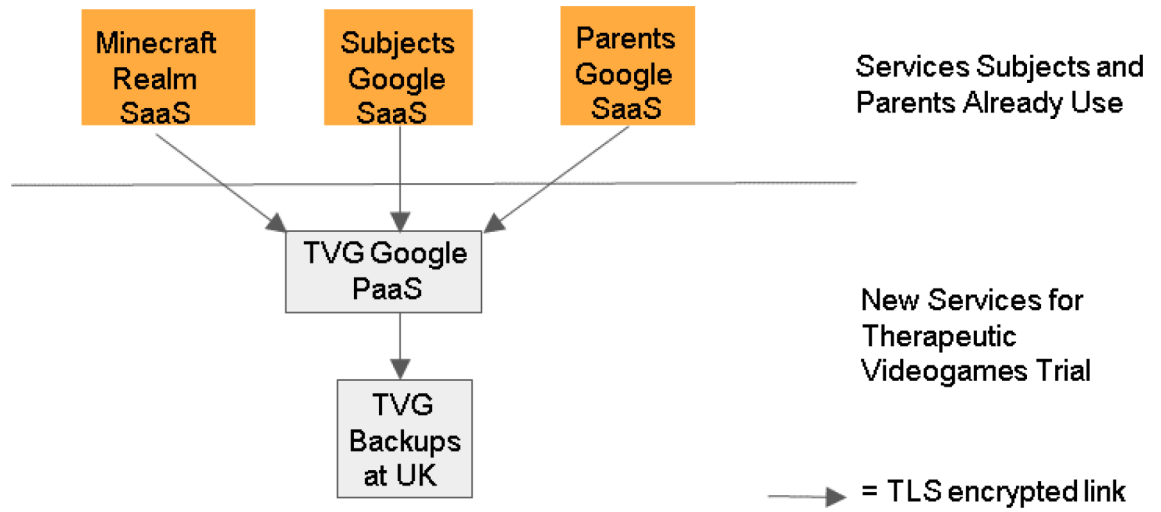 Minecraft
Realm
SaaS
Subjects
Google
SaaS
Parents
Google
SaaS
Services Subjects and
Parents Already Use
TVG Google
PaaS
New Services for
Therapeutic
Videogames Trial
TVG
Backups
at UK
= TLS encrypted link